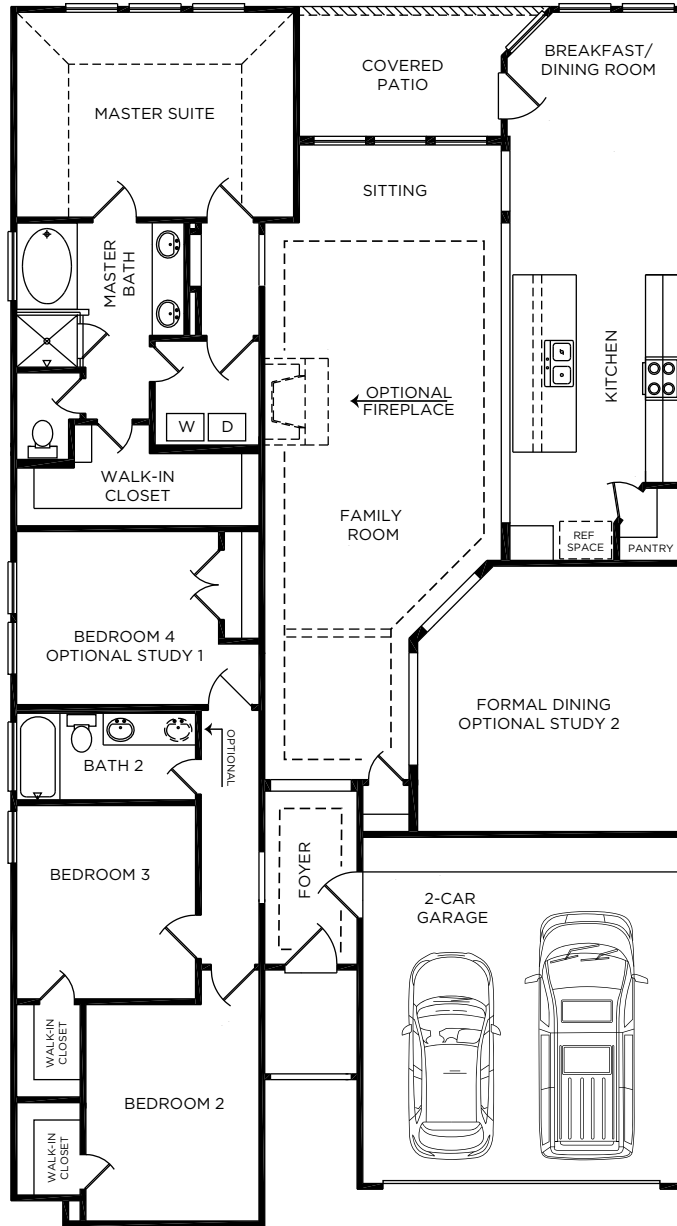 BREAKFAST/
DINING ROOM
COVERED
PATIO
MASTER SUITE
SITTING
MASTER
BATH
KITCHEN
OPTIONAL
FIREPLACE
W
D
WALK-IN
CLOSET
FAMILY
ROOM
REF
SPACE
PANTRY
BEDROOM 4
OPTIONAL STUDY 1
FORMAL DINING
OPTIONAL STUDY 2
OPTIONAL
BATH 2
BEDROOM 3
FOYER
2-CAR
GARAGE
WALK-IN
CLOSET
BEDROOM 2
WALK-IN
CLOSET